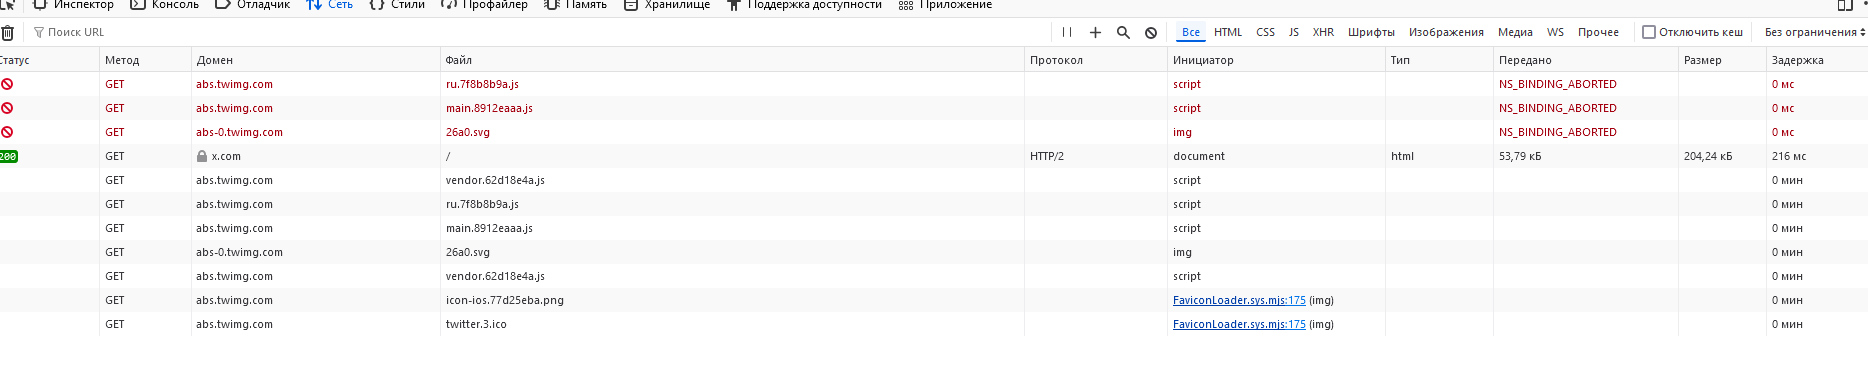 Инспектор Консоль Отладчик Сеть Стили Профайлер Память Хранилище Поддержка доступности Приложение
Поиск URL Все HTML CSS JS XHR Шрифты Изображения Медиа WS Прочее Отключить кеш Без ограничения
Статус Метод Домен Файл Протокол Инициатор Тип Передано Размер Задержка
GET abs.twimg.com ru.7f8b8b9a.js script NS_BINDING_ABORTED 0 мс
GET abs.twimg.com main.8912eaaa.js script NS_BINDING_ABORTED 0 мс
GET abs-0.twimg.com 26a0.svg img NS_BINDING_ABORTED 0 мс
200 GET x.com / HTTP/2 document html 53,79 кБ 204,24 кБ 216 мс
GET abs.twimg.com vendor.62d18e4a.js script 0 мин
GET abs.twimg.com ru.7f8b8b9a.js script 0 мин
GET abs.twimg.com main.8912eaaa.js script 0 мин
GET abs-0.twimg.com 26a0.svg img 0 мин
GET abs.twimg.com vendor.62d18e4a.js script 0 мин
GET abs.twimg.com icon-ios.77d25eba.png FaviconLoader.sys.mjs:175 (img) 0 мин
GET abs.twimg.com twitter.3.ico FaviconLoader.sys.mjs:175 (img) 0 мин